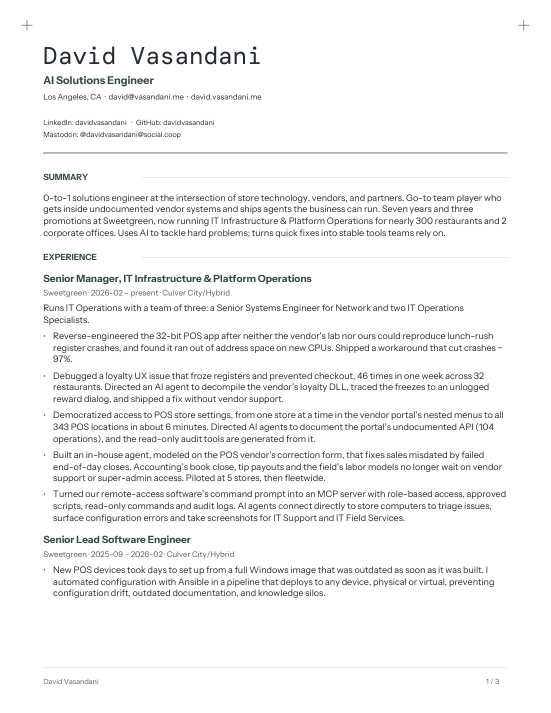 David Vasandani
AI Solutions Engineer
Los Angeles, CA · david@vasandani.me · david.vasandani.me
LinkedIn: davidvasandani · GitHub: davidvasandani
Mastodon: @davidvasandani@social.coop
SUMMARY
0-to-1 solutions engineer at the intersection of store technology, vendors, and partners. Go-to team player who
gets inside undocumented vendor systems and ships agents the business can run. Seven years and three
promotions at Sweetgreen, now running IT Infrastructure & Platform Operations for nearly 300 restaurants and 2
corporate offices. Uses AI to tackle hard problems; turns quick fixes into stable tools teams rely on.
EXPERIENCE
Senior Manager, IT Infrastructure & Platform Operations
Sweetgreen · 2026-02 – present · Culver City/Hybrid
Runs IT Operations with a team of three: a Senior Systems Engineer for Network and two IT Operations
Specialists.
· Reverse-engineered the 32-bit POS app after neither the vendor's lab nor ours could reproduce lunch-rush
register crashes, and found it ran out of address space on new CPUs. Shipped a workaround that cut crashes ~
97%.
· Debugged a loyalty UX issue that froze registers and prevented checkout, 46 times in one week across 32
restaurants. Directed an AI agent to decompile the vendor's loyalty DLL, traced the freezes to an unlogged
reward dialog, and shipped a fix without vendor support.
· Democratized access to POS store settings, from one store at a time in the vendor portal's nested menus to all
343 POS locations in about 6 minutes. Directed AI agents to document the portal's undocumented API (104
operations), and the read-only audit tools are generated from it.
· Built an in-house agent, modeled on the POS vendor's correction form, that fixes sales misdated by failed
end-of-day closes. Accounting's book close, tip payouts and the field's labor models no longer wait on vendor
support or super-admin access. Piloted at 5 stores, then fleetwide.
· Turned our remote-access software's command prompt into an MCP server with role-based access, approved
scripts, read-only commands and audit logs. AI agents connect directly to store computers to triage issues,
surface configuration errors and take screenshots for IT Support and IT Field Services.
Senior Lead Software Engineer
Sweetgreen · 2025-09 – 2026-02 · Culver City/Hybrid
· New POS devices took days to set up from a full Windows image that was outdated as soon as it was built. I
automated configuration with Ansible in a pipeline that deploys to any device, physical or virtual, preventing
configuration drift, outdated documentation, and knowledge silos.
David Vasandani
1 / 3